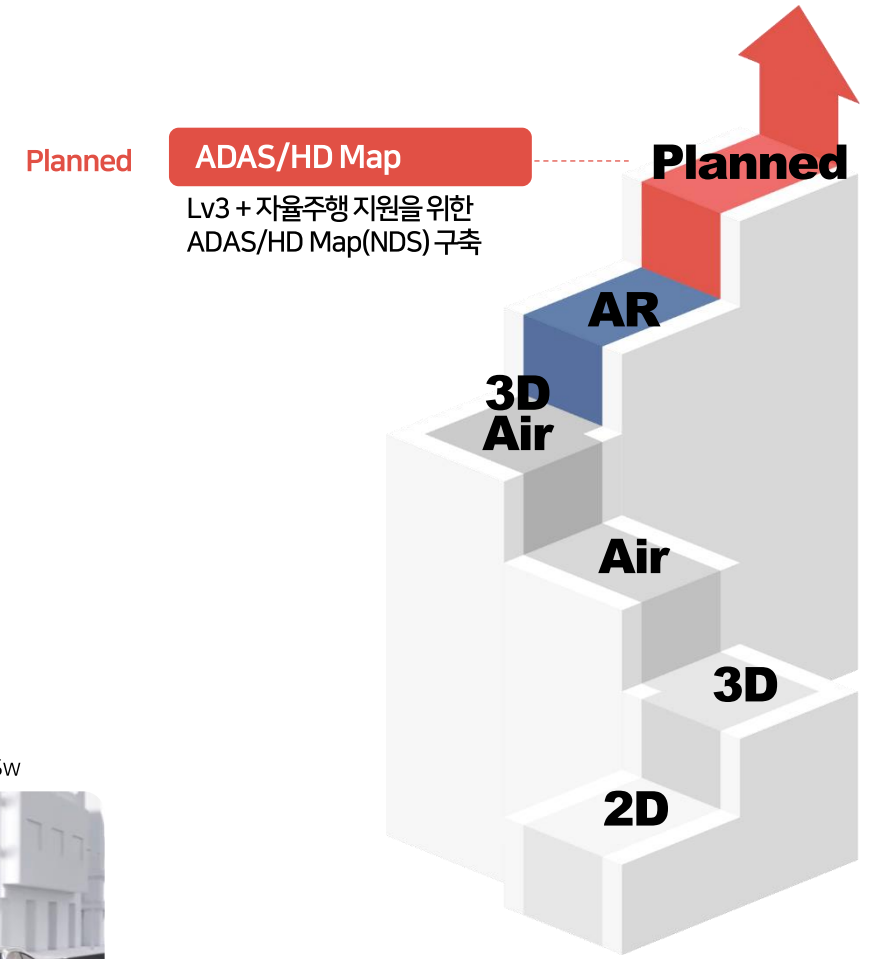 Planned
ADAS/HD Map
Planned
Lv3 + 자율주행 지원을 위한
ADAS/HD Map(NDS) 구축
AR
3D
Air
Air
3D
2D